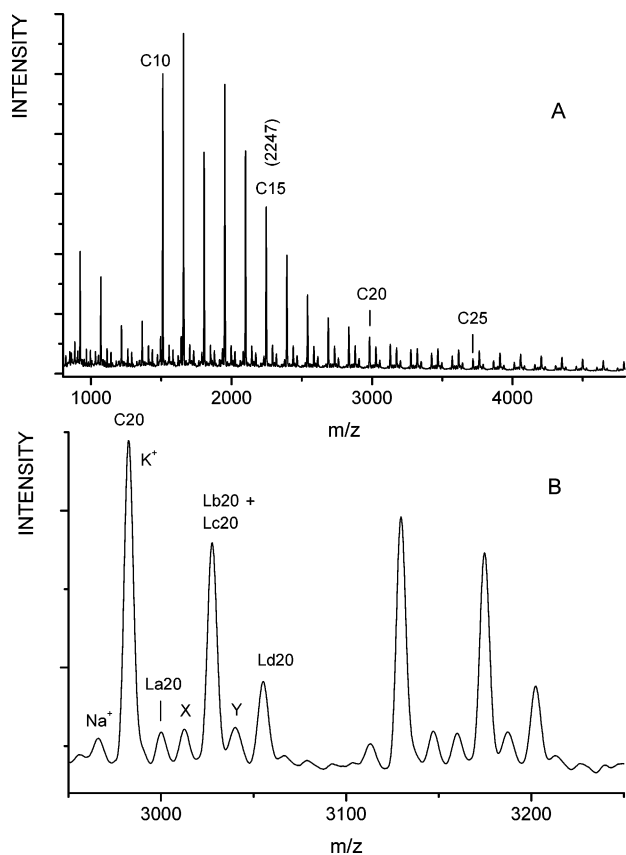 INTENSITY
C10
A
(2247)
C15
C20
C25
1000
2000
3000
4000
m/z
C20
INTENSITY
K+
B
Lb20 +
Lc20
La20
Ld20
Na+
X
Y
3000
3100
3200
m/z